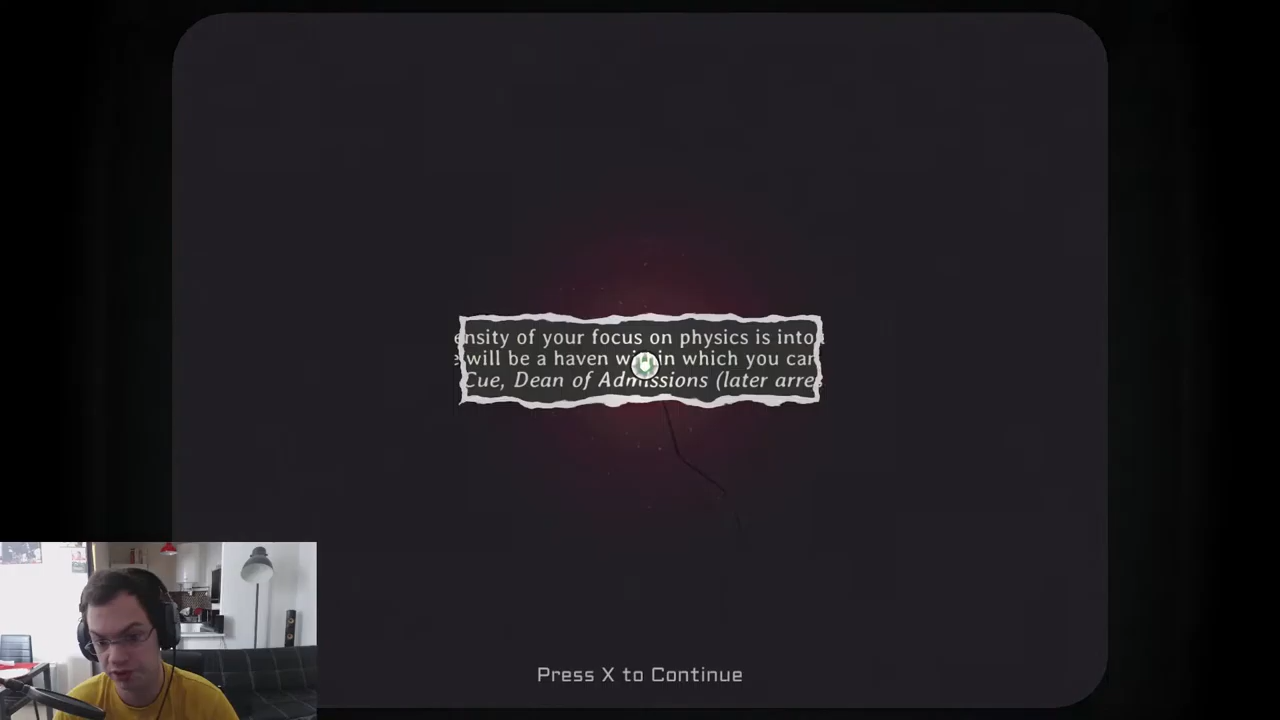 ensity of your focus on physics is into
will be a haven within which you can
Cue, Dean of Admissions (later arre
Press X to Continue